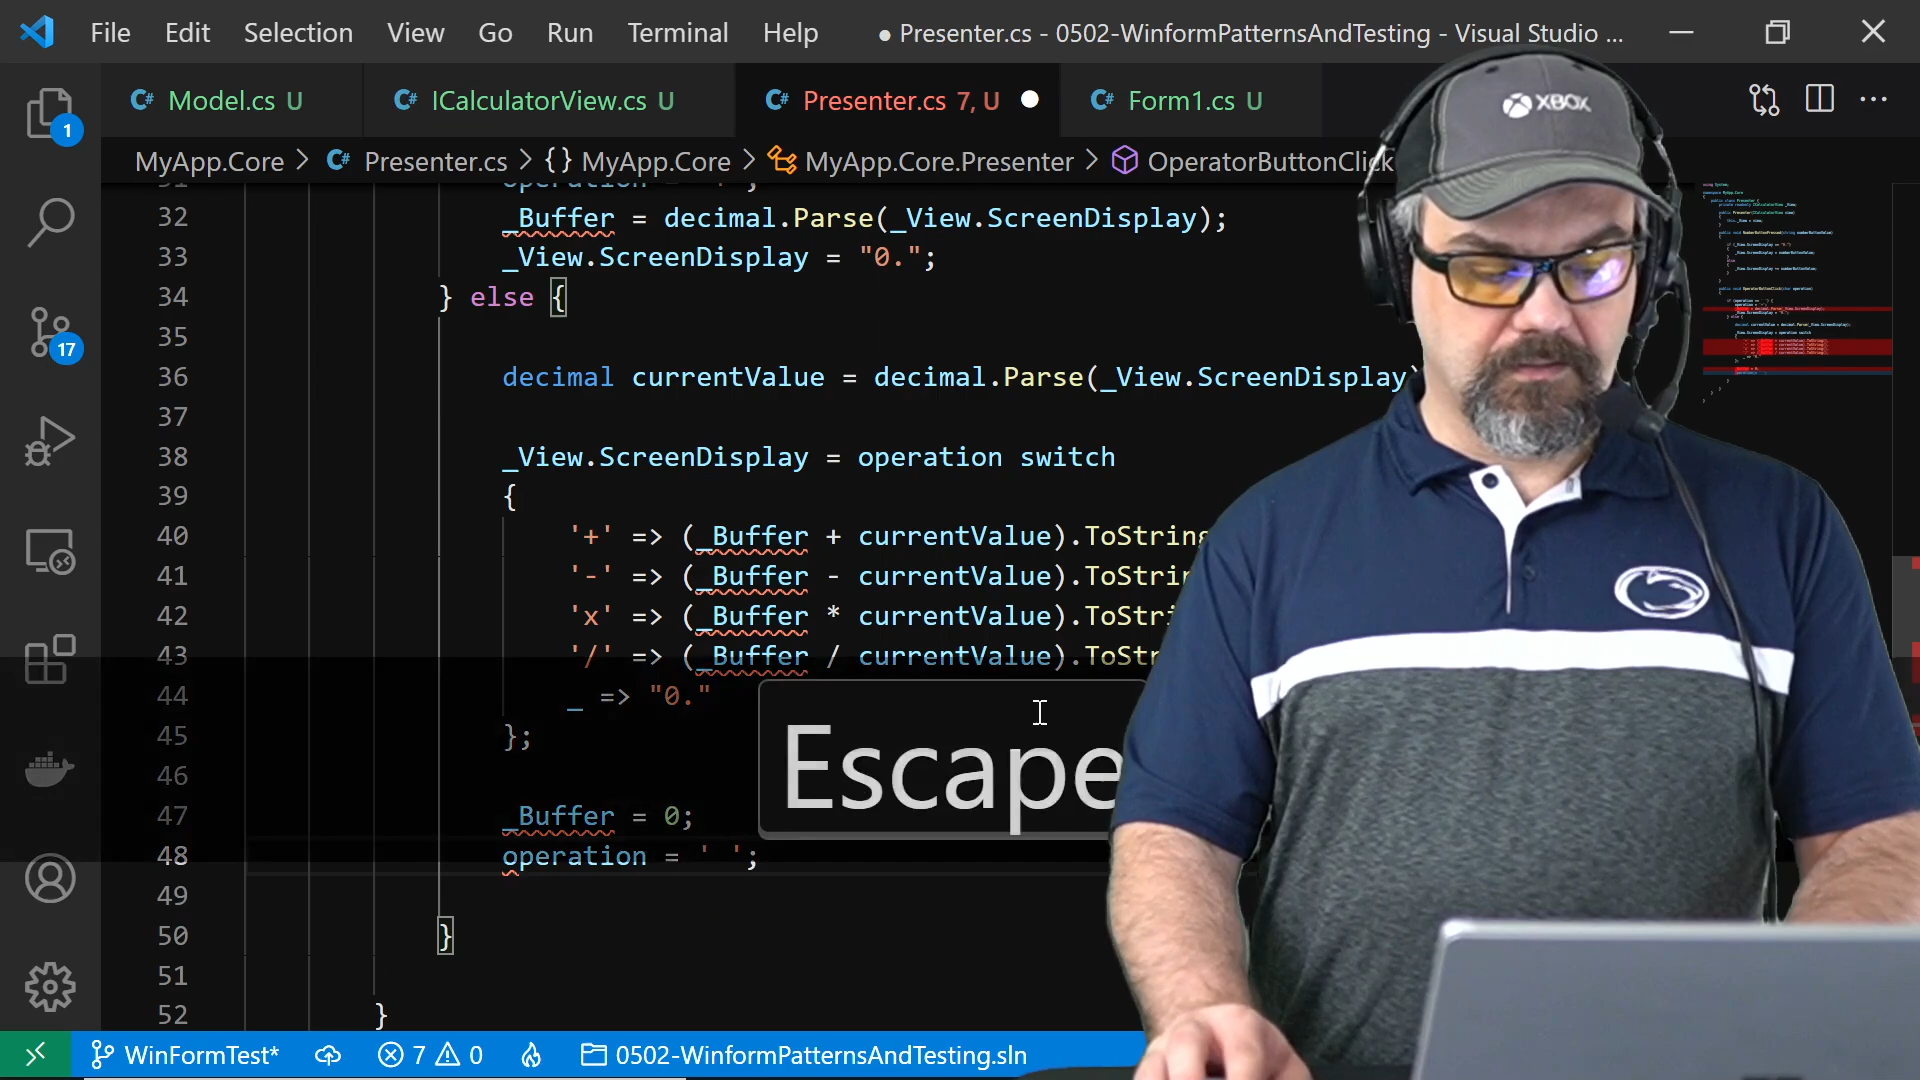 File Edit Selection View Go Run Terminal Help ● Presenter.cs - 0502-WinformPatternsAndTesting - Visual Studio ...
C# Model.cs U C# ICalculatorView.cs U C# Presenter.cs 7, U C# Form1.cs U
MyApp.Core > C# Presenter.cs > {} MyApp.Core > MyApp.Core.Presenter > OperatorButtonClick
32 _Buffer = decimal.Parse(_View.ScreenDisplay);
33 _View.ScreenDisplay = "0.";
34 } else {
35
36 decimal currentValue = decimal.Parse(_View.ScreenDisplay)
37
38 _View.ScreenDisplay = operation switch
39 {
40 '+' => (_Buffer + currentValue).ToString
41 '-' => (_Buffer - currentValue).ToStrin
42 'x' => (_Buffer * currentValue).ToStri
43 '/' => (_Buffer / currentValue).ToStr
44 _ => "0."
45 };
46
47 _Buffer = 0;
48 operation = ' ';
49
50 }
51
52 }
Escape
1
17
XBOX
WinFormTest* 7 0 0502-WinformPatternsAndTesting.sln